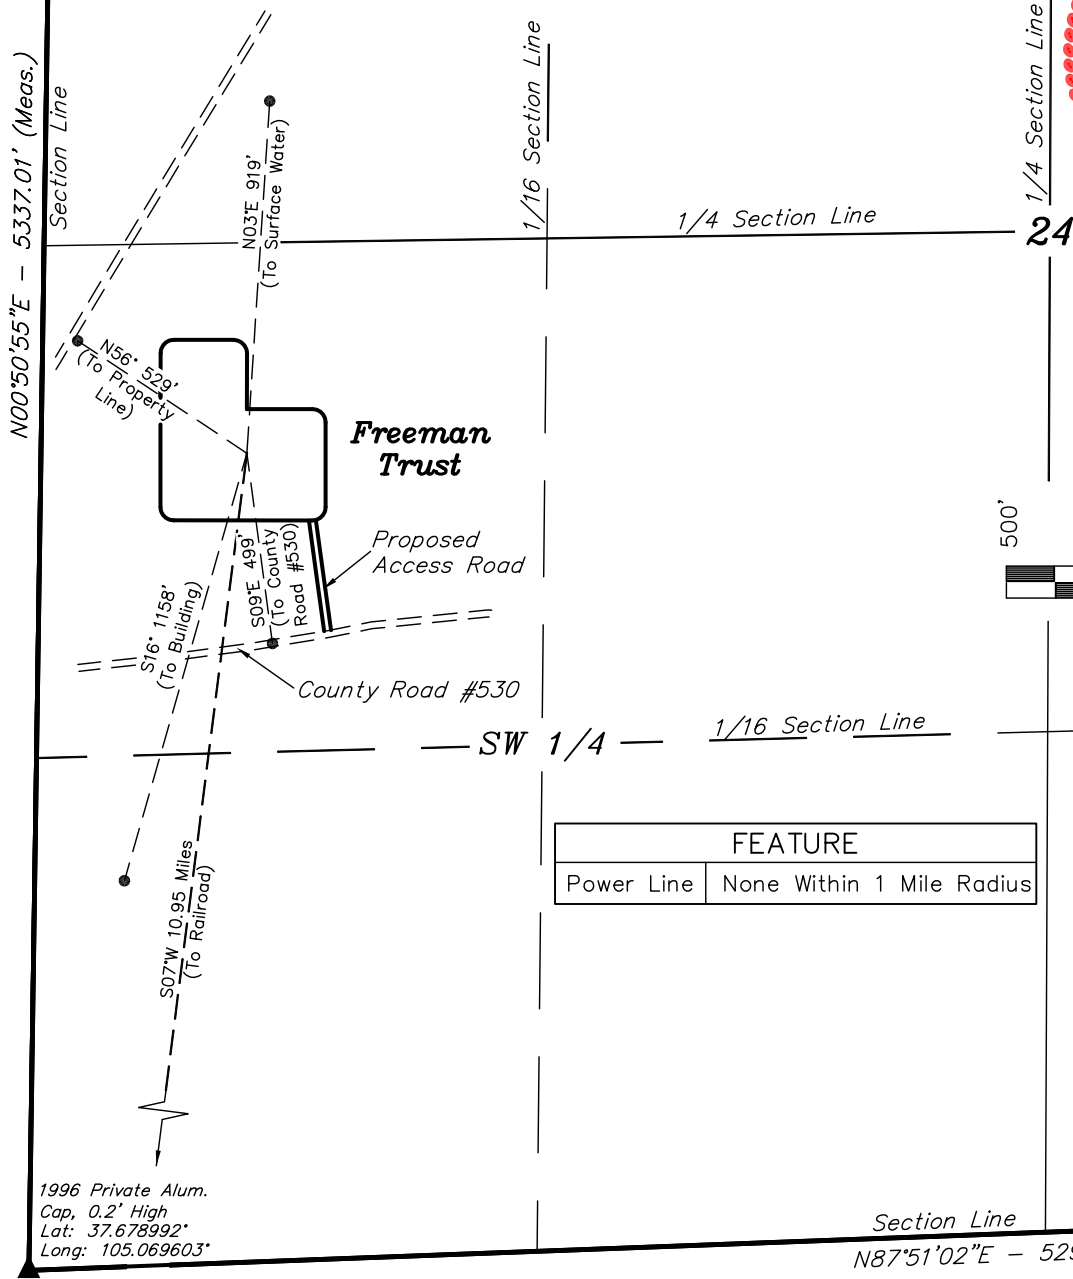 N00°50'55"E - 5337.01' (Meas.)
Section Line
1/16 Section Line
1/4 Section Line
1/4 Section Line
24
N03°E 919'
(To Surface Water)
N56° 529'
(To Property
Line)
Freeman
Trust
500'
Proposed
Access Road
S09°E 499'
(To County
Road #530)
S16° 1158'
(To Building)
County Road #530
1/16 Section Line
SW 1/4
FEATURE
Power Line None Within 1 Mile Radius
S07°W 10.95 Miles
(To Railroad)
1996 Private Alum.
Cap, 0.2' High
Lat: 37.678992°
Long: 105.069603°
Section Line
N87°51'02"E - 529